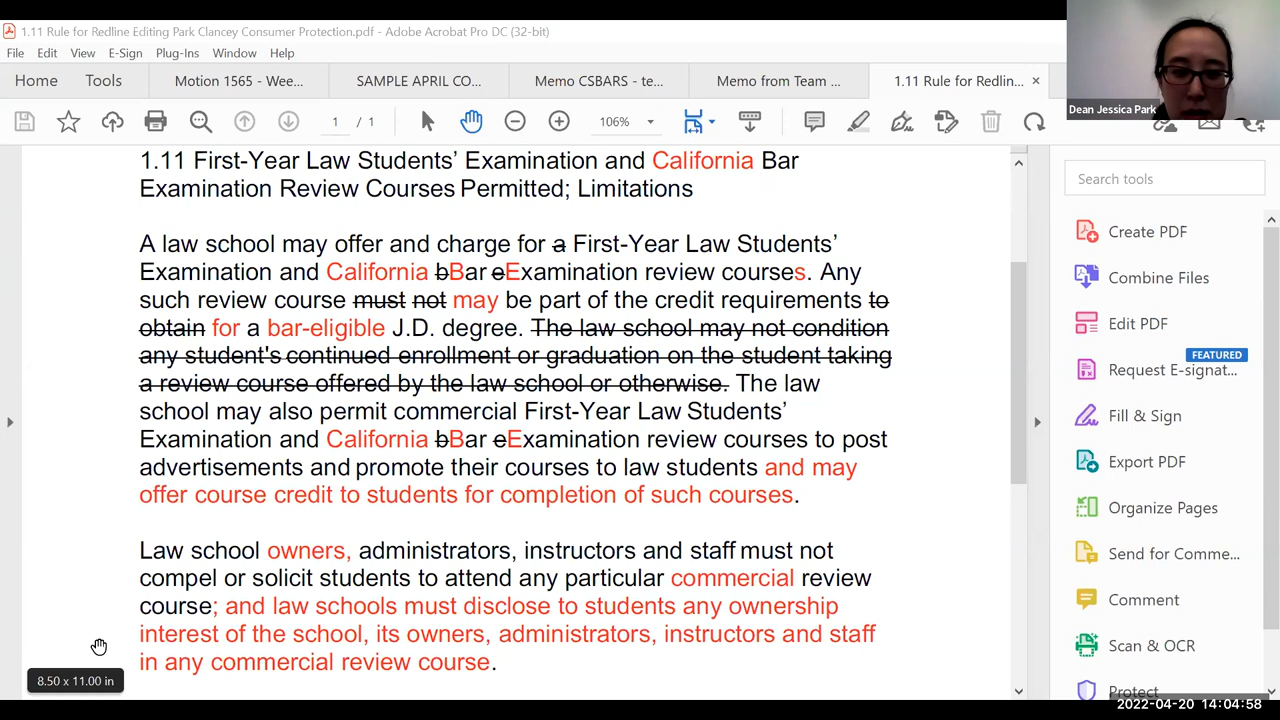 1.11 Rule for Redline Editing Park Clancey Consumer Protection.pdf - Adobe Acrobat Pro DC (32-bit)
File Edit View E-Sign Plug-Ins Window Help
Home Tools Motion 1565 - Wee... SAMPLE APRIL CO... Memo CSBARS - te... Memo from Team ... 1.11 Rule for Redlin... ×
Dean Jessica Park
1 / 1 106%
1.11 First-Year Law Students' Examination and California Bar
Examination Review Courses Permitted; Limitations
A law school may offer and charge for a First-Year Law Students'
Examination and California bBar eExamination review courses. Any
such review course must not may be part of the credit requirements to
obtain for a bar-eligible J.D. degree. The law school may not condition
any student's continued enrollment or graduation on the student taking
a review course offered by the law school or otherwise. The law
school may also permit commercial First-Year Law Students'
Examination and California bBar eExamination review courses to post
advertisements and promote their courses to law students and may
offer course credit to students for completion of such courses.
Law school owners, administrators, instructors and staff must not
compel or solicit students to attend any particular commercial review
course; and law schools must disclose to students any ownership
interest of the school, its owners, administrators, instructors and staff
in any commercial review course.
8.50 x 11.00 in
Search tools
Create PDF
Combine Files
Edit PDF
FEATURED
Request E-signat...
Fill & Sign
Export PDF
Organize Pages
Send for Comme...
Comment
Scan & OCR
Protect
2022-04-20 14:04:58